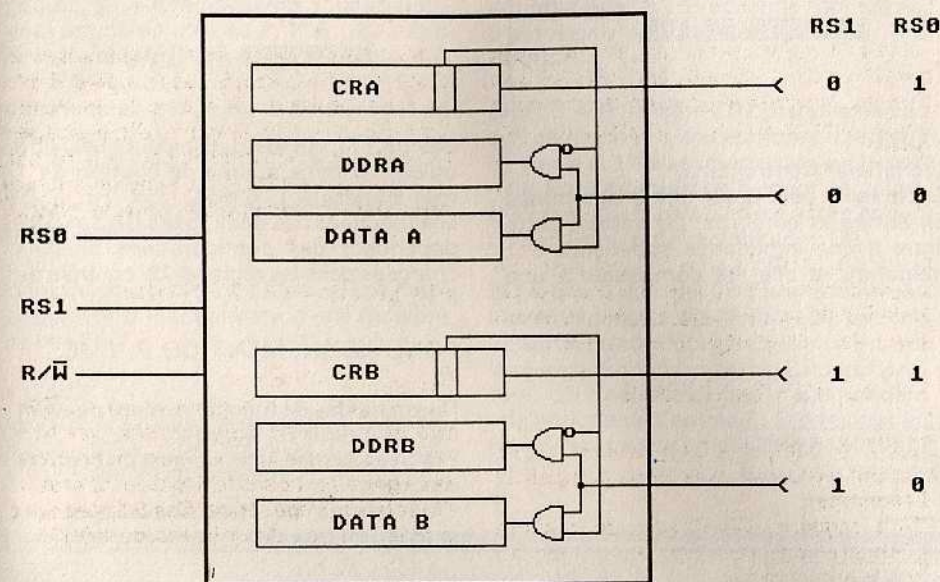 RS1 RS0
CRA 0 1
DDRA
0 0
DATA A
RS0
RS1
CRB 1 1
R/W̅
DDRB
1 0
DATA B